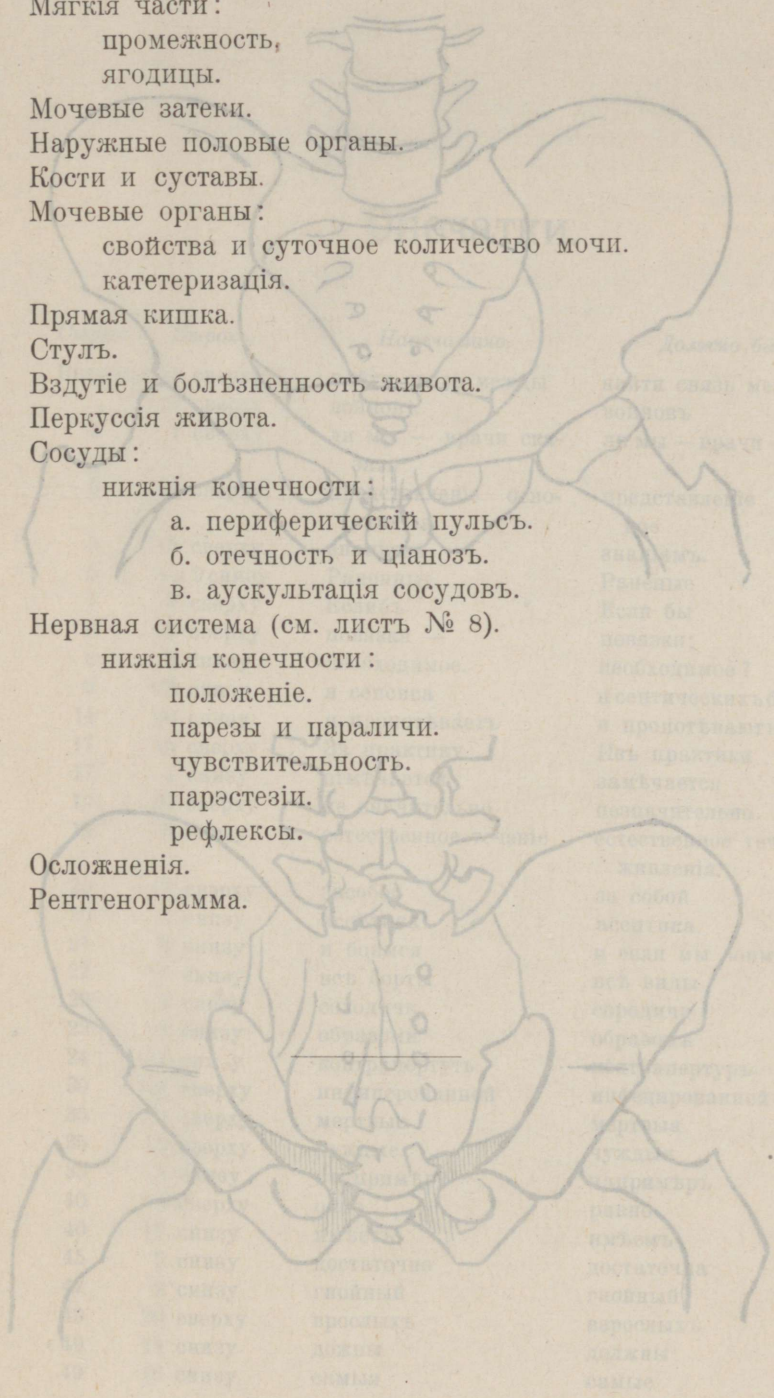 Мягкія части:
промежность,
ягодицы.
Мочевые затеки.
Наружные половые органы.
Кости и суставы.
Мочевые органы:
свойства и суточное количество мочи.
катетеризація.
Прямая кишка.
Стулъ.
Вздутіе и болѣзненность живота.
Перкуссія живота.
Сосуды:
нижнія конечности:
а. периферическій пульсъ.
б. отечность и ціанозъ.
в. аускультація сосудовъ.
Нервная система (см. листъ № 8).
нижнія конечности:
положеніе.
парезы и параличи.
чувствительность.
парэстезіи.
рефлексы.
Осложненія.
Рентгенограмма.